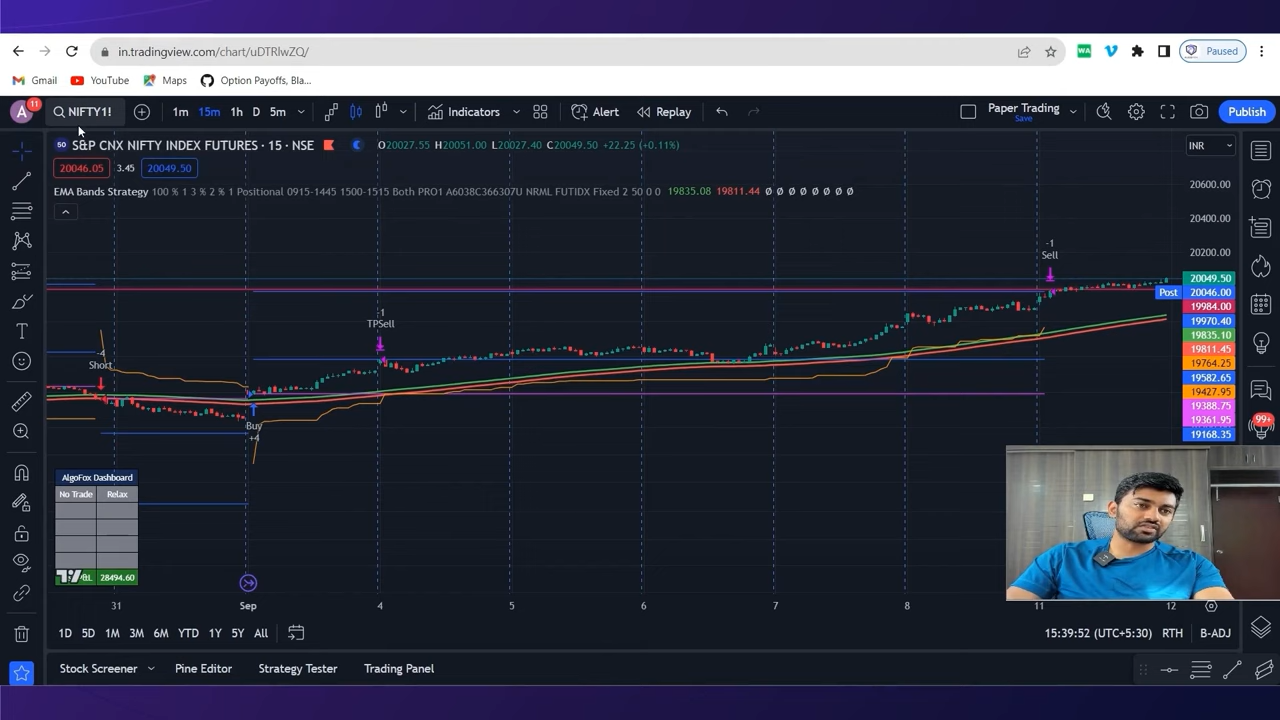 in.tradingview.com/chart/uDTRlwZQ/
WA
Paused
Gmail
YouTube
Maps
Option Payoffs, Bla...
A
11
NIFTY1!
1m
15m
1h
D
5m
Indicators
Alert
Replay
Paper Trading
Save
Publish
50
S&P CNX NIFTY INDEX FUTURES · 15 · NSE
O20027.55 H20051.00 L20027.40 C20049.50 +22.25 (+0.11%)
INR
20046.05
3.45
20049.50
EMA Bands Strategy 100 % 1 3 % 2 % 1 Positional 0915-1445 1500-1515 Both PRO1 A6038C366307U NRML FUTIDX Fixed 2 50 0 0 19835.08 19811.44 Ø Ø Ø Ø Ø Ø Ø Ø
20600.00
20400.00
20200.00
-1
Sell
20049.50
Post
20046.00
19984.00
19970.40
19835.10
19811.45
19764.25
19582.65
19427.95
19388.75
19361.95
19168.35
-1
TPSell
-4
Short
Buy
+4
99+
AlgoFox Dashboard
No Trade
Relax
28494.60
31
Sep
4
5
6
7
8
11
12
1D
5D
1M
3M
6M
YTD
1Y
5Y
All
15:39:52 (UTC+5:30)
RTH
B-ADJ
Stock Screener
Pine Editor
Strategy Tester
Trading Panel